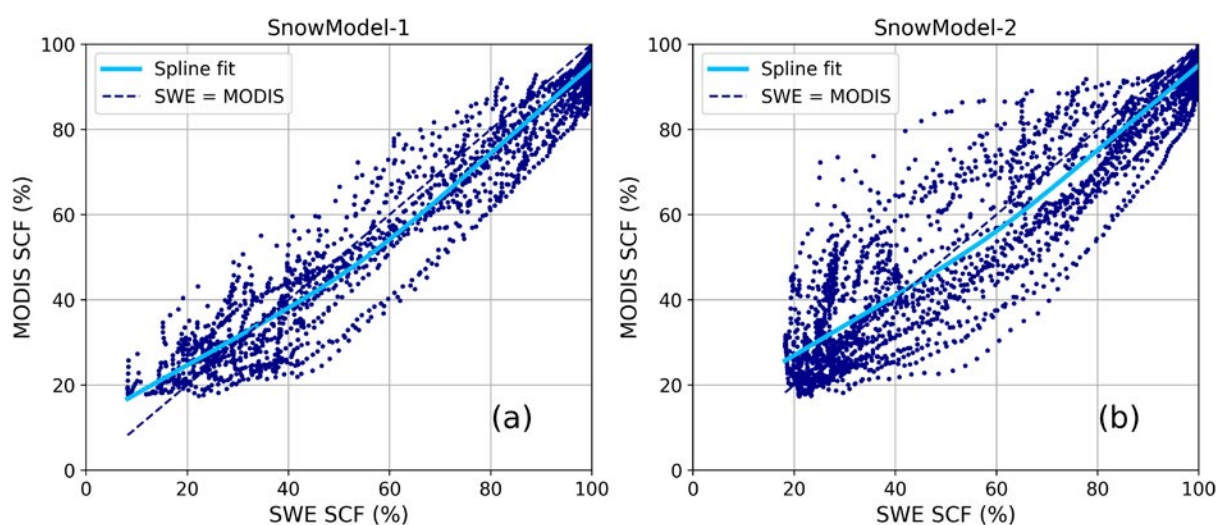 SnowModel-1
100
80
60
40
20
0
MODIS SCF (%)
Spline fit
SWE = MODIS
(a)
0
20
40
60
80
100
SWE SCF (%)
SnowModel-2
100
80
60
40
20
0
MODIS SCF (%)
Spline fit
SWE = MODIS
(b)
0
20
40
60
80
100
SWE SCF (%)